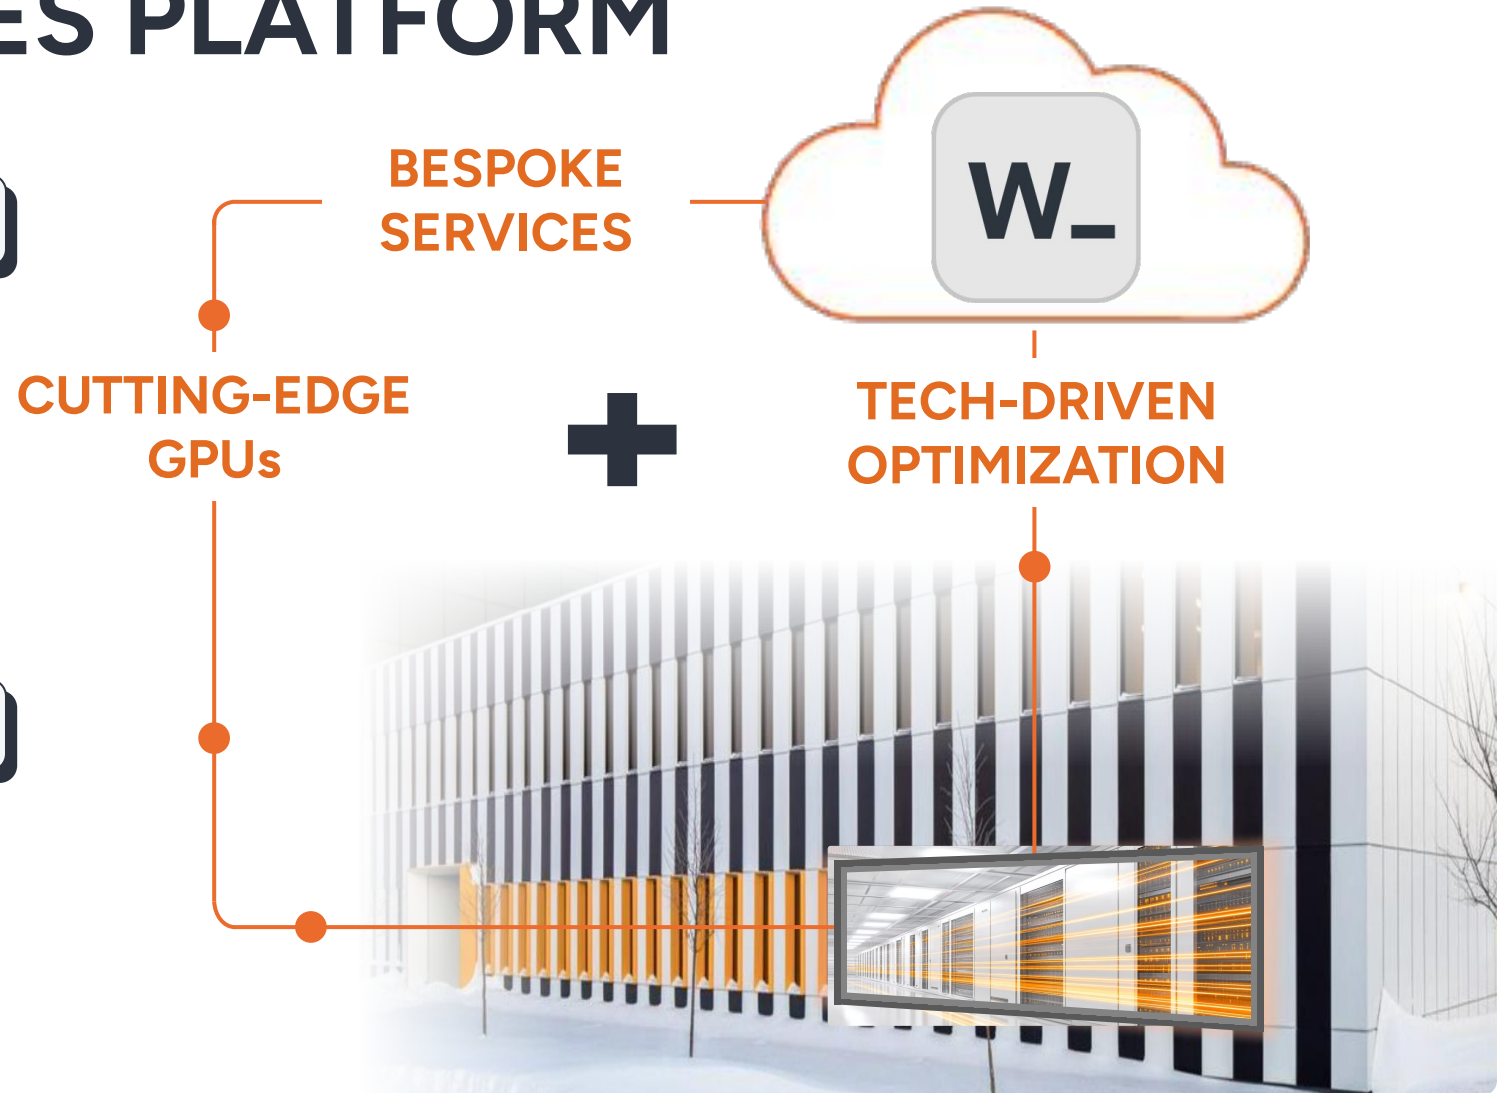 ES PLATFORM
BESPOKE
SERVICES
W_
CUTTING-EDGE
GPUs
TECH-DRIVEN
OPTIMIZATION